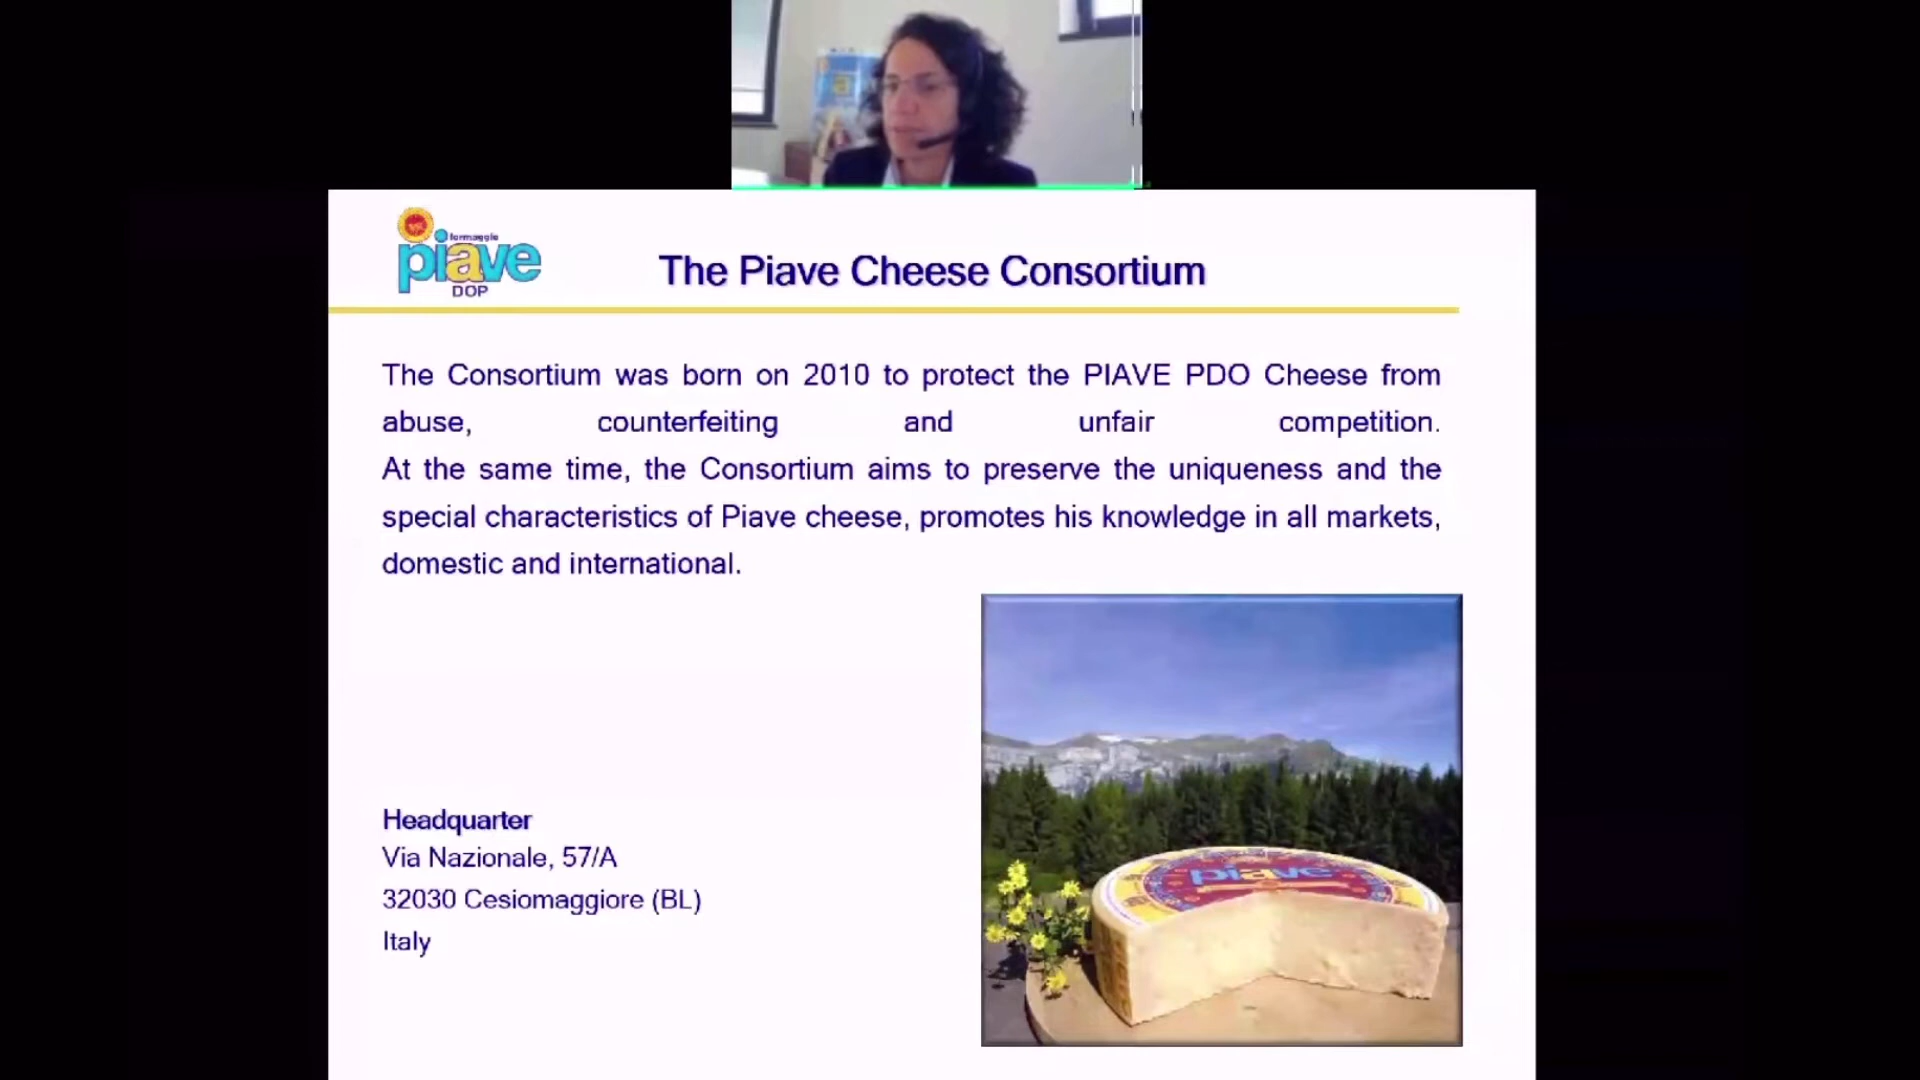 formaggio
piave
DOP
The Piave Cheese Consortium
The Consortium was born on 2010 to protect the PIAVE PDO Cheese from
abuse, counterfeiting and unfair competition.
At the same time, the Consortium aims to preserve the uniqueness and the
special characteristics of Piave cheese, promotes his knowledge in all markets,
domestic and international.
Headquarter
Via Nazionale, 57/A
32030 Cesiomaggiore (BL)
Italy
piave